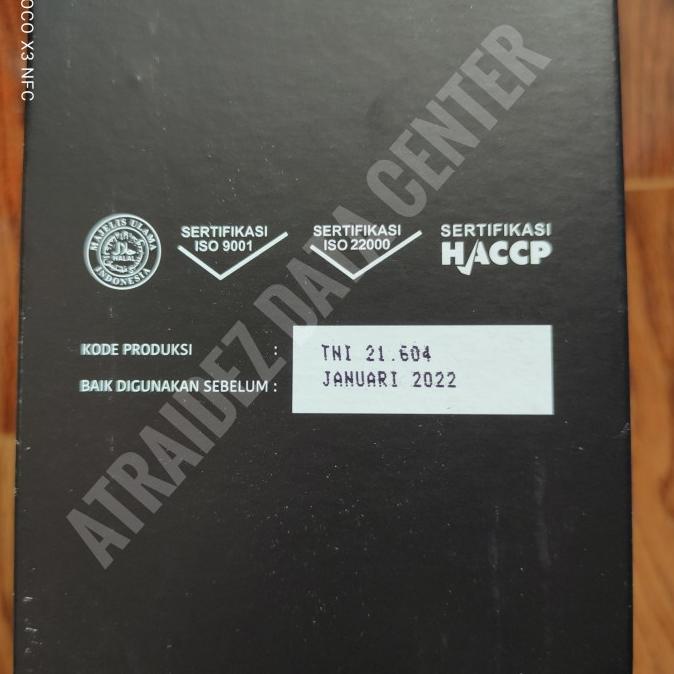 OCO X3 NFC
ATRAIDEZ DATA CENTER
MAJELIS ULAMA
HALAL
INDONESIA
SERTIFIKASI
ISO 9001
SERTIFIKASI
ISO 22000
SERTIFIKASI
HACCP
KODE PRODUKSI : TNI 21.604
BAIK DIGUNAKAN SEBELUM : JANUARI 2022